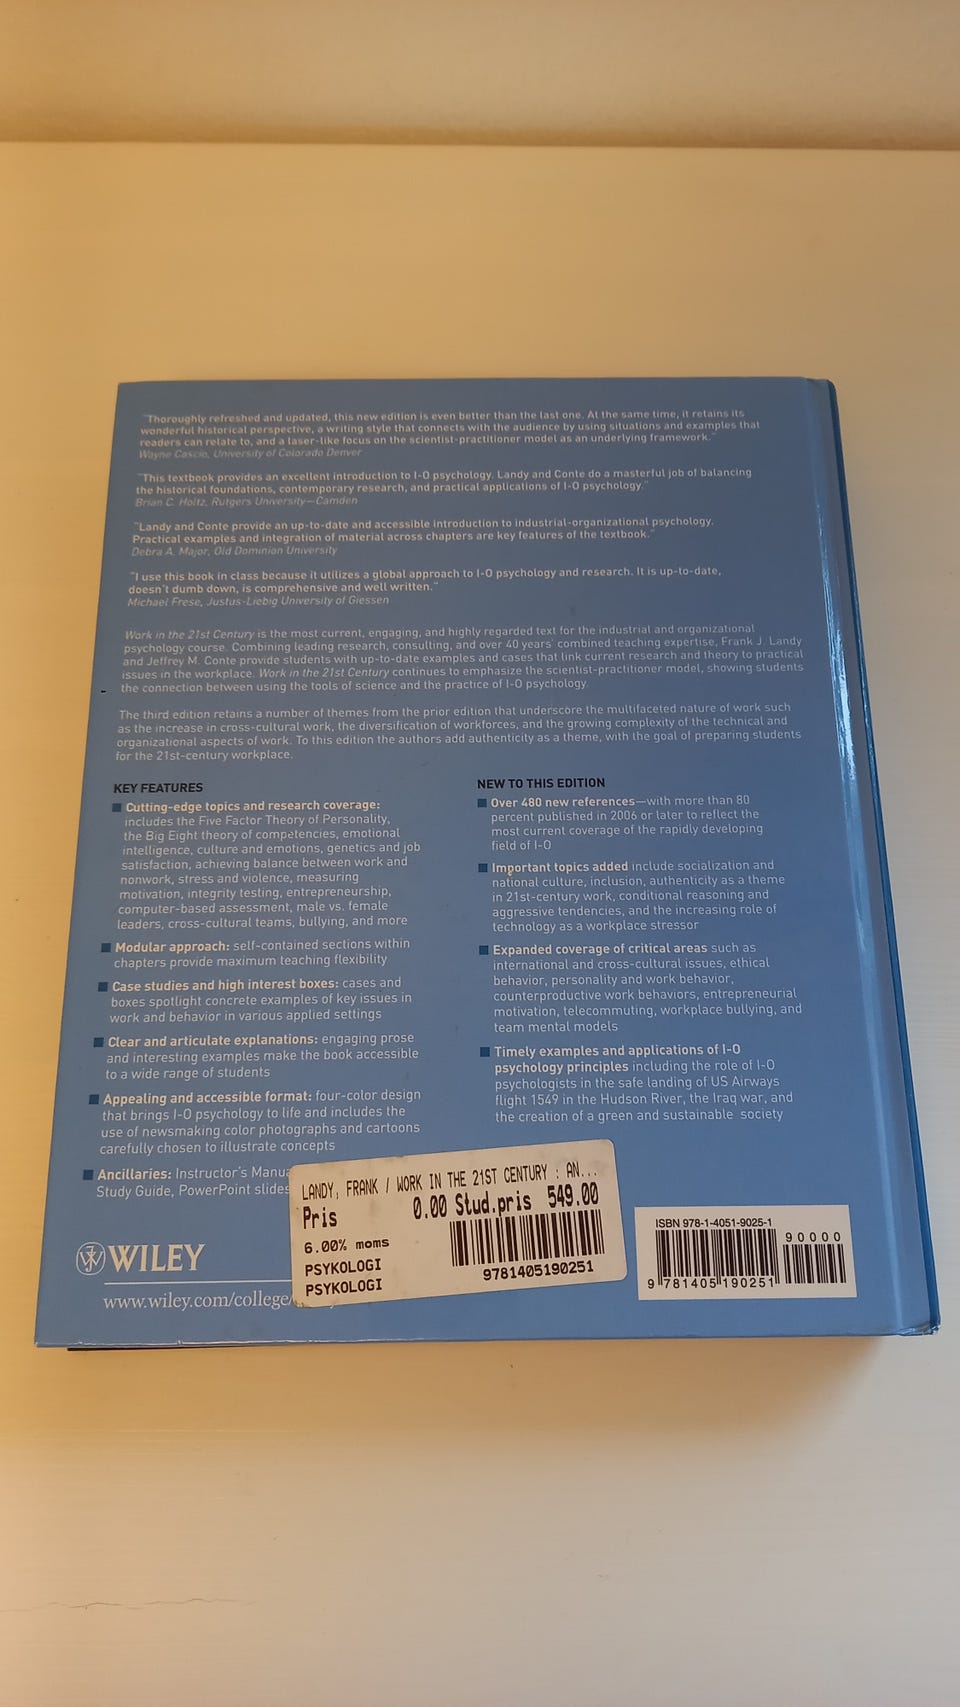 "Thoroughly refreshed and updated, this new edition is even better than the last one. At the same time, it retains its
wonderful historical perspective, a writing style that connects with the audience by using situations and examples that
readers can relate to, and a laser-like focus on the scientist-practitioner model as an underlying framework."
Wayne Cascio, University of Colorado Denver
"This textbook provides an excellent introduction to I-O psychology. Landy and Conte do a masterful job of balancing
the historical foundations, contemporary research, and practical applications of I-O psychology."
Brian C. Holtz, Rutgers University—Camden
"Landy and Conte provide an up-to-date and accessible introduction to industrial-organizational psychology.
Practical examples and integration of material across chapters are key features of the textbook."
Debra A. Major, Old Dominion University
"I use this book in class because it utilizes a global approach to I-O psychology and research. It is up-to-date,
doesn't dumb down, is comprehensive and well written."
Michael Frese, Justus-Liebig University of Giessen
Work in the 21st Century is the most current, engaging, and highly regarded text for the industrial and organizational
psychology course. Combining leading research, consulting, and over 40 years' combined teaching expertise, Frank J. Landy
and Jeffrey M. Conte provide students with up-to-date examples and cases that link current research and theory to practical
issues in the workplace. Work in the 21st Century continues to emphasize the scientist-practitioner model, showing students
the connection between using the tools of science and the practice of I-O psychology.
The third edition retains a number of themes from the prior edition that underscore the multifaceted nature of work such
as the increase in cross-cultural work, the diversification of workforces, and the growing complexity of the technical and
organizational aspects of work. To this edition the authors add authenticity as a theme, with the goal of preparing students
for the 21st-century workplace.
KEY FEATURES
Cutting-edge topics and research coverage:
includes the Five Factor Theory of Personality,
the Big Eight theory of competencies, emotional
intelligence, culture and emotions, genetics and job
satisfaction, achieving balance between work and
nonwork, stress and violence, measuring
motivation, integrity testing, entrepreneurship,
computer-based assessment, male vs. female
leaders, cross-cultural teams, bullying, and more
Modular approach: self-contained sections within
chapters provide maximum teaching flexibility
Case studies and high interest boxes: cases and
boxes spotlight concrete examples of key issues in
work and behavior in various applied settings
Clear and articulate explanations: engaging prose
and interesting examples make the book accessible
to a wide range of students
Appealing and accessible format: four-color design
that brings I-O psychology to life and includes the
use of newsmaking color photographs and cartoons
carefully chosen to illustrate concepts
Ancillaries: Instructor's Manua
Study Guide, PowerPoint slides
NEW TO THIS EDITION
Over 480 new references—with more than 80
percent published in 2006 or later to reflect the
most current coverage of the rapidly developing
field of I-O
Important topics added include socialization and
national culture, inclusion, authenticity as a theme
in 21st-century work, conditional reasoning and
aggressive tendencies, and the increasing role of
technology as a workplace stressor
Expanded coverage of critical areas such as
international and cross-cultural issues, ethical
behavior, personality and work behavior,
counterproductive work behaviors, entrepreneurial
motivation, telecommuting, workplace bullying, and
team mental models
Timely examples and applications of I-O
psychology principles including the role of I-O
psychologists in the safe landing of US Airways
flight 1549 in the Hudson River, the Iraq war, and
the creation of a green and sustainable society
WILEY
www.wiley.com/college/
LANDY, FRANK / WORK IN THE 21ST CENTURY : AN...
Pris 0.00 Stud.pris 549.00
6.00% moms
PSYKOLOGI
PSYKOLOGI
9781405190251
ISBN 978-1-4051-9025-1
90000
9 781405 190251